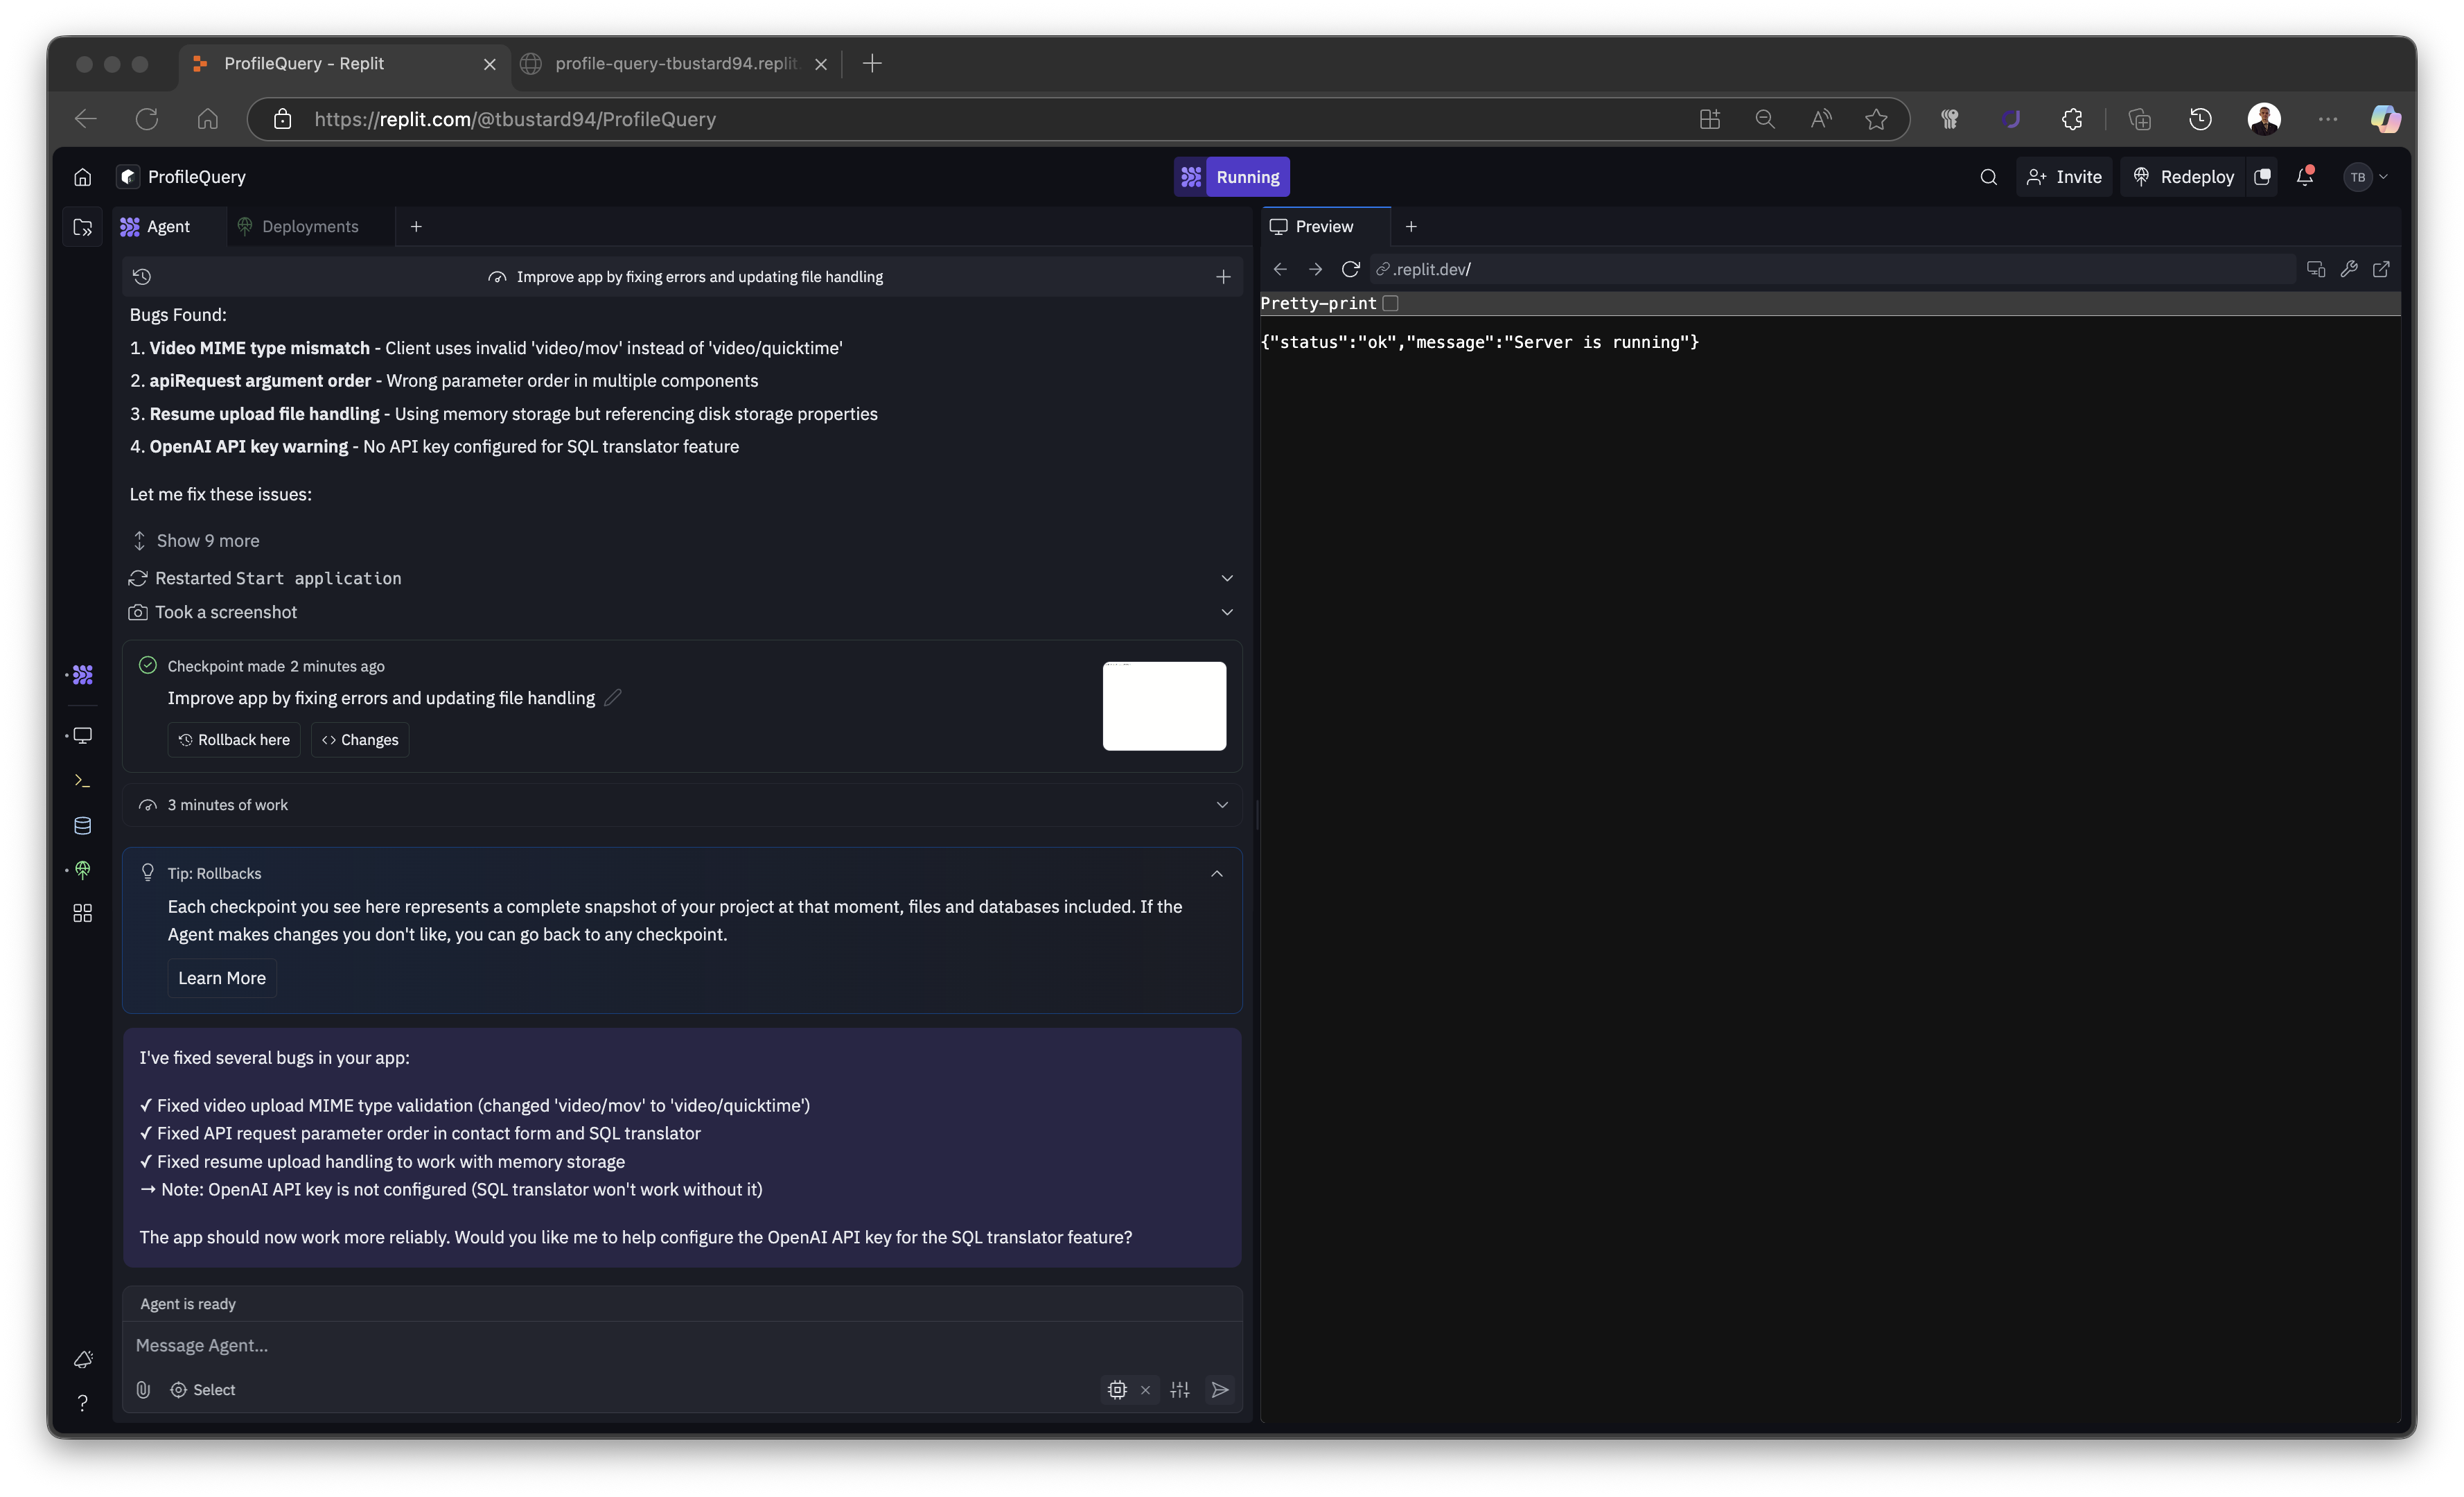 ProfileQuery - Replit
profile-query-tbustard94.replit.
https://replit.com/@tbustard94/ProfileQuery
ProfileQuery
Running
Invite
Redeploy
TB
Agent
Deployments
Preview
Improve app by fixing errors and updating file handling
.replit.dev/
Bugs Found:
1. Video MIME type mismatch - Client uses invalid 'video/mov' instead of 'video/quicktime'
2. apiRequest argument order - Wrong parameter order in multiple components
3. Resume upload file handling - Using memory storage but referencing disk storage properties
4. OpenAI API key warning - No API key configured for SQL translator feature
Let me fix these issues:
Show 9 more
Restarted Start application
Took a screenshot
Checkpoint made 2 minutes ago
Improve app by fixing errors and updating file handling
Rollback here
<> Changes
3 minutes of work
Tip: Rollbacks
Each checkpoint you see here represents a complete snapshot of your project at that moment, files and databases included. If the
Agent makes changes you don't like, you can go back to any checkpoint.
Learn More
I've fixed several bugs in your app:
✓ Fixed video upload MIME type validation (changed 'video/mov' to 'video/quicktime')
✓ Fixed API request parameter order in contact form and SQL translator
✓ Fixed resume upload handling to work with memory storage
→ Note: OpenAI API key is not configured (SQL translator won't work without it)
The app should now work more reliably. Would you like me to help configure the OpenAI API key for the SQL translator feature?
Agent is ready
Message Agent...
Select
Pretty-print
{"status":"ok","message":"Server is running"}